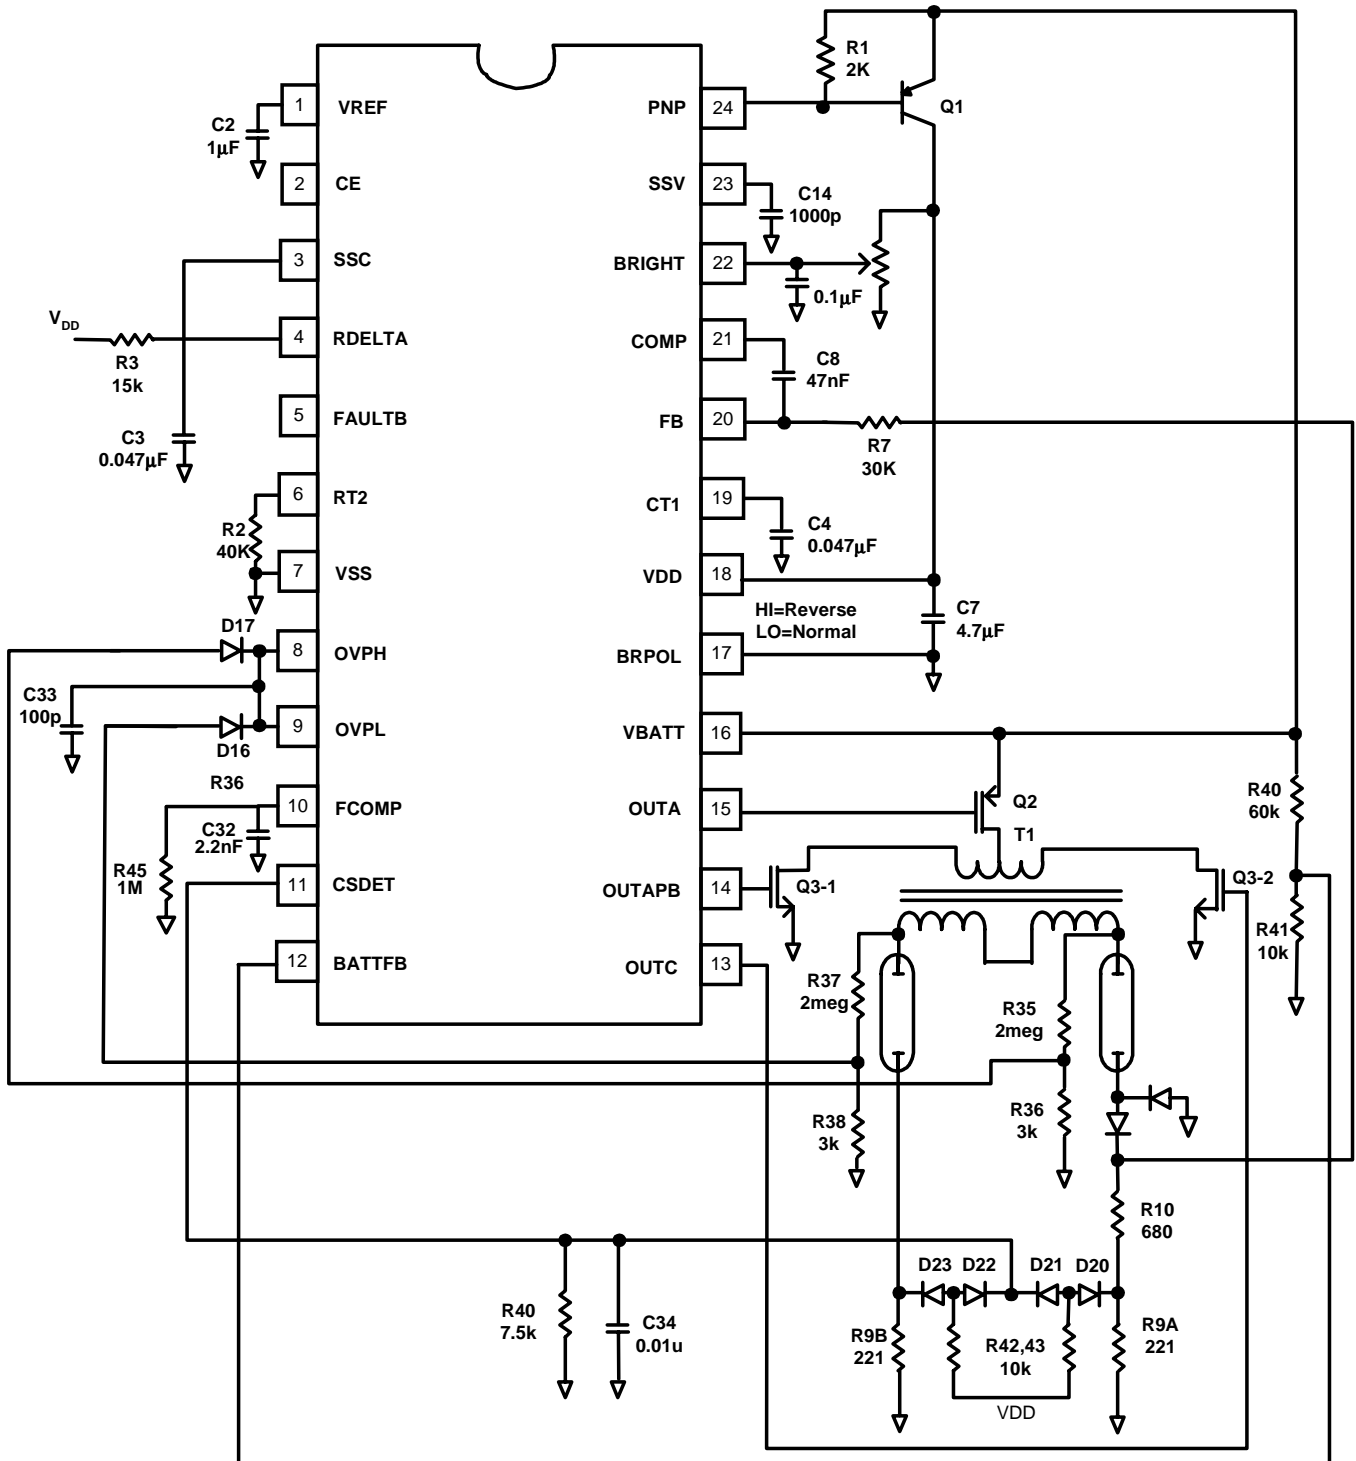 R1
2K
1
VREF
PNP
24
Q1
C2
1μF
2
CE
SSV
23
C14
1000p
3
SSC
BRIGHT
22
0.1μF
V_DD
R3
15k
4
RDELTA
COMP
21
C8
47nF
5
FAULTB
FB
20
R7
30K
C3
0.047μF
6
RT2
CT1
19
C4
0.047μF
R2
40K
7
VSS
VDD
18
HI=Reverse
LO=Normal
C7
4.7μF
D17
8
OVPH
BRPOL
17
C33
100p
D16
9
OVPL
VBATT
16
R36
10
FCOMP
OUTA
15
Q2
T1
R40
60k
C32
2.2nF
R45
1M
11
CSDET
OUTAPB
14
Q3-1
Q3-2
R41
10k
12
BATTFB
OUTC
13
R37
2meg
R35
2meg
R38
3k
R36
3k
R10
680
D23
D22
D21
D20
R40
7.5k
C34
0.01u
R9B
221
R42,43
10k
R9A
221
VDD